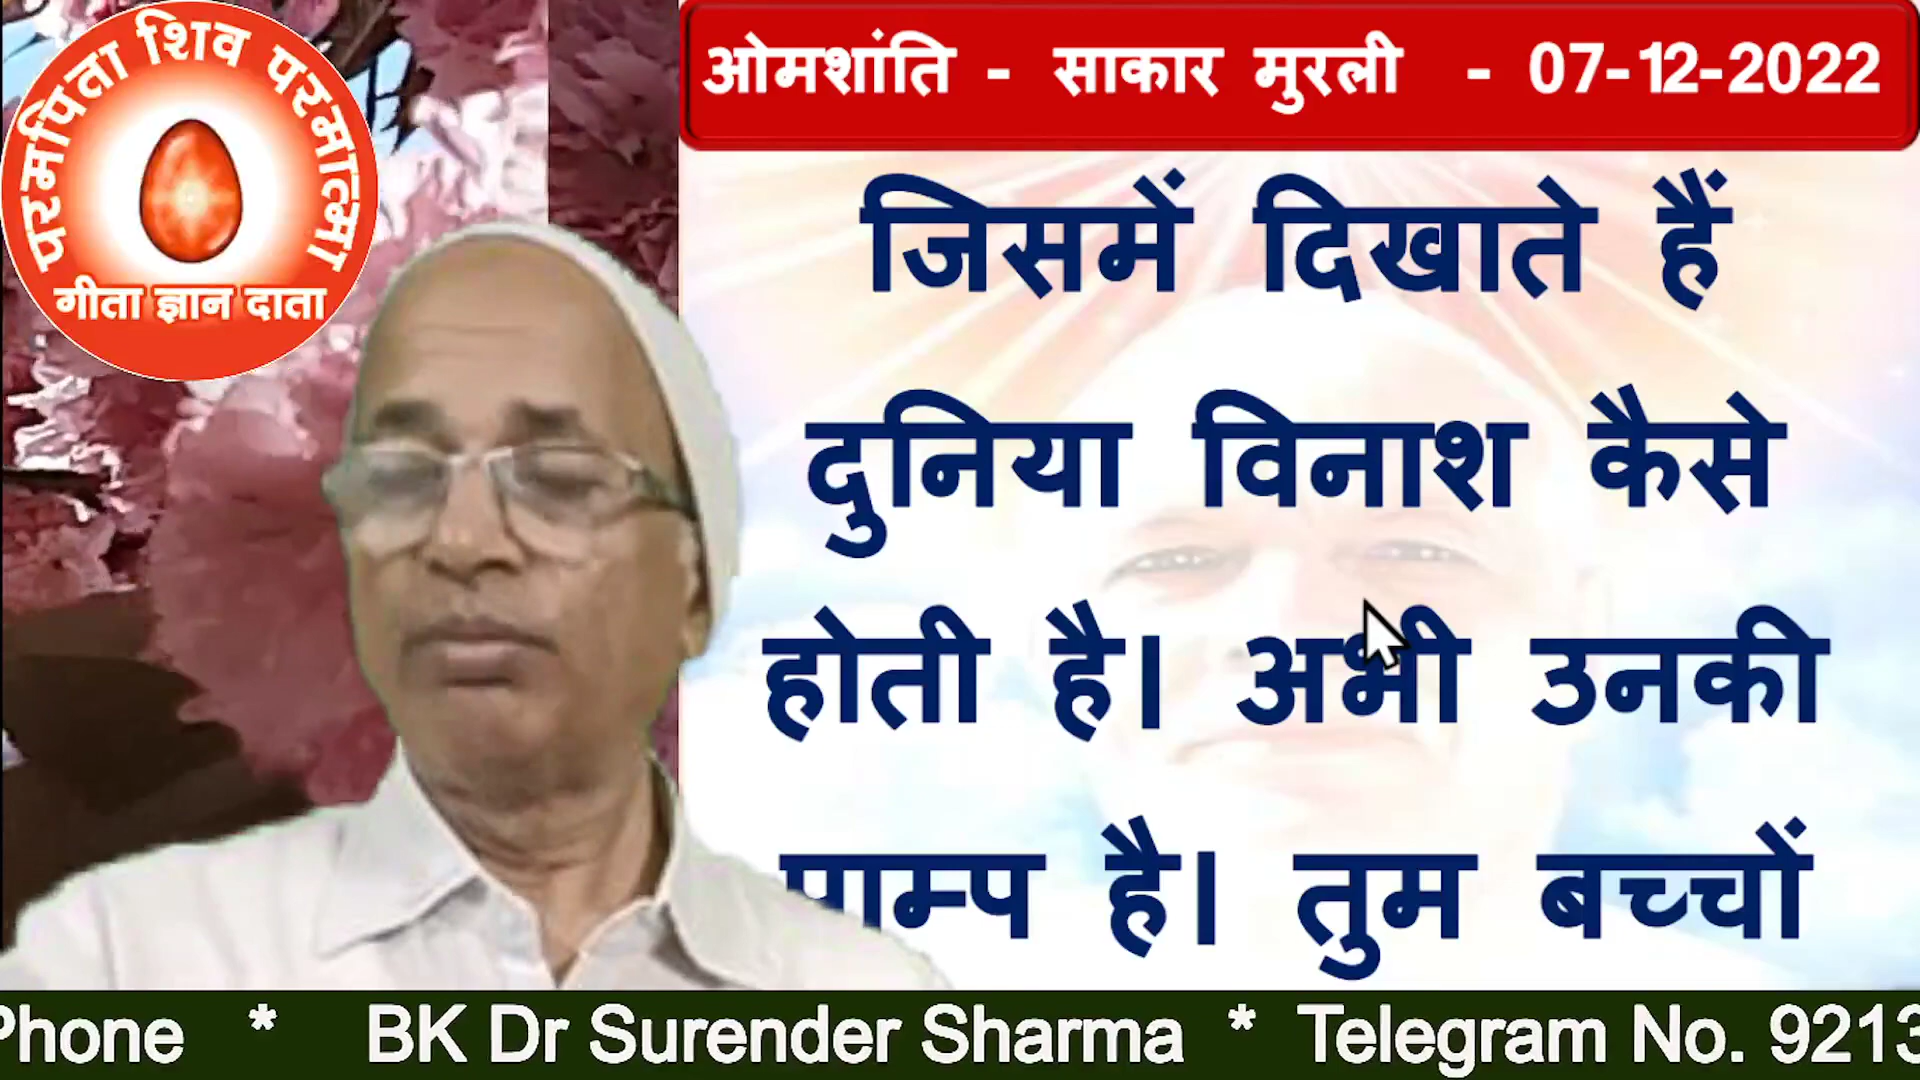 परमपिता शिव परमात्मा
गीता ज्ञान दाता
ओमशांति - साकार मुरली - 07-12-2022
जिसमें दिखाते हैं
दुनिया विनाश कैसे
होती है। अभी उनकी
है। तुम बच्चों
Phone * BK Dr Surender Sharma * Telegram No. 9213